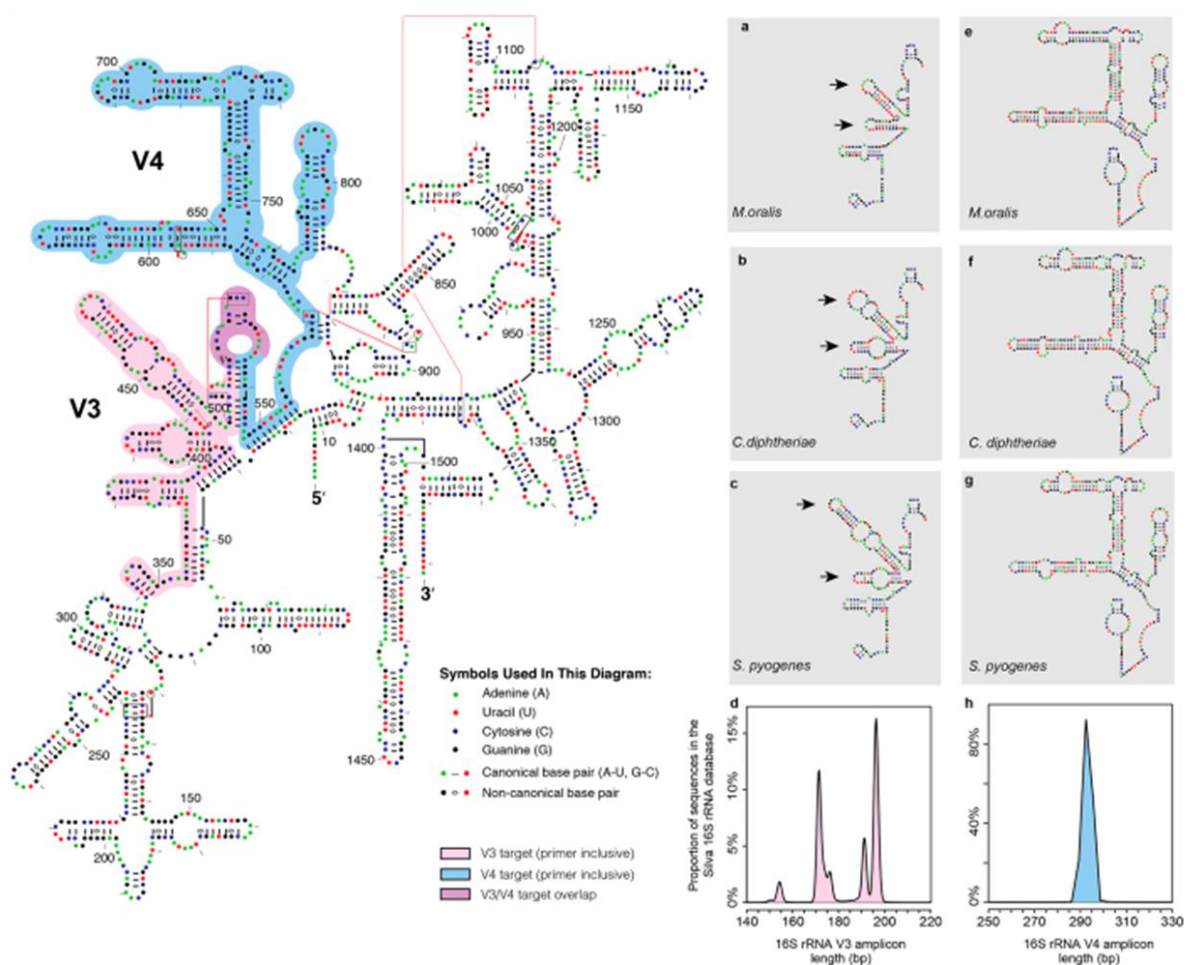 700
V4
650
600
750
800
V3
450
500
550
400
350
300
250
200
150
100
50
10
5'
850
900
950
1000
1050
1100
1150
1200
1250
1300
1350
1400
1500
1450
3'
Symbols Used In This Diagram:
Adenine (A)
Uracil (U)
Cytosine (C)
Guanine (G)
Canonical base pair (A-U, G-C)
Non-canonical base pair
V3 target (primer inclusive)
V4 target (primer inclusive)
V3/V4 target overlap
a
M.oralis
b
C.diphtheriae
c
S. pyogenes
d
Proportion of sequences in the
Silva 16S rRNA database
15%
10%
5%
0%
140 160 180 200 220
16S rRNA V3 amplicon
length (bp)
e
M.oralis
f
C. diphtheriae
g
S. pyogenes
h
80%
40%
0%
250 270 290 310 330
16S rRNA V4 amplicon
length (bp)